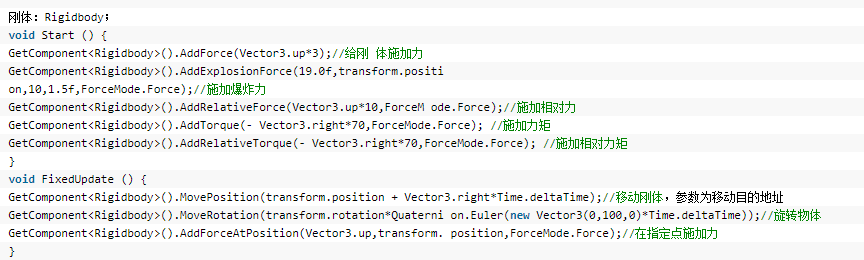 刚体：Rigidbody；
void Start () {
GetComponent<Rigidbody>().AddForce(Vector3.up*3);//给刚 体施加力
GetComponent<Rigidbody>().AddExplosionForce(19.0f,transform.positi
on,10,1.5f,ForceMode.Force);//施加爆炸力
GetComponent<Rigidbody>().AddRelativeForce(Vector3.up*10,ForceM ode.Force);//施加相对力
GetComponent<Rigidbody>().AddTorque(- Vector3.right*70,ForceMode.Force); //施加力矩
GetComponent<Rigidbody>().AddRelativeTorque(- Vector3.right*70,ForceMode.Force); //施加相对力矩
}
void FixedUpdate () {
GetComponent<Rigidbody>().MovePosition(transform.position + Vector3.right*Time.deltaTime);//移动刚体，参数为移动目的地址
GetComponent<Rigidbody>().MoveRotation(transform.rotation*Quaterni on.Euler(new Vector3(0,100,0)*Time.deltaTime));//旋转物体
GetComponent<Rigidbody>().AddForceAtPosition(Vector3.up,transform. position,ForceMode.Force);//在指定点施加力
}